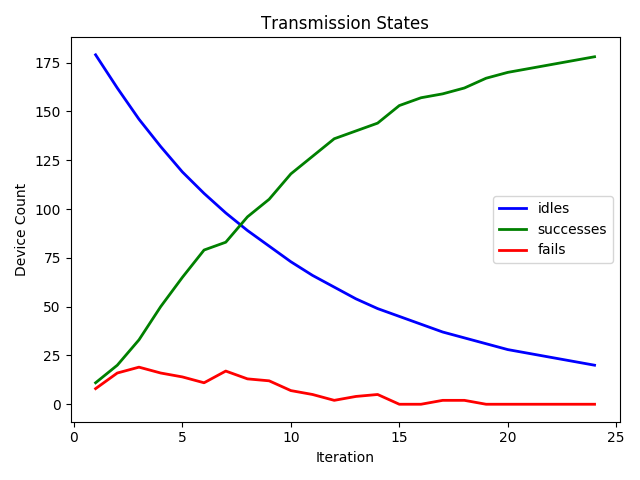 Transmission States
Device Count
175
150
125
100
75
50
25
0
idles
successes
fails
0 5 10 15 20 25
Iteration